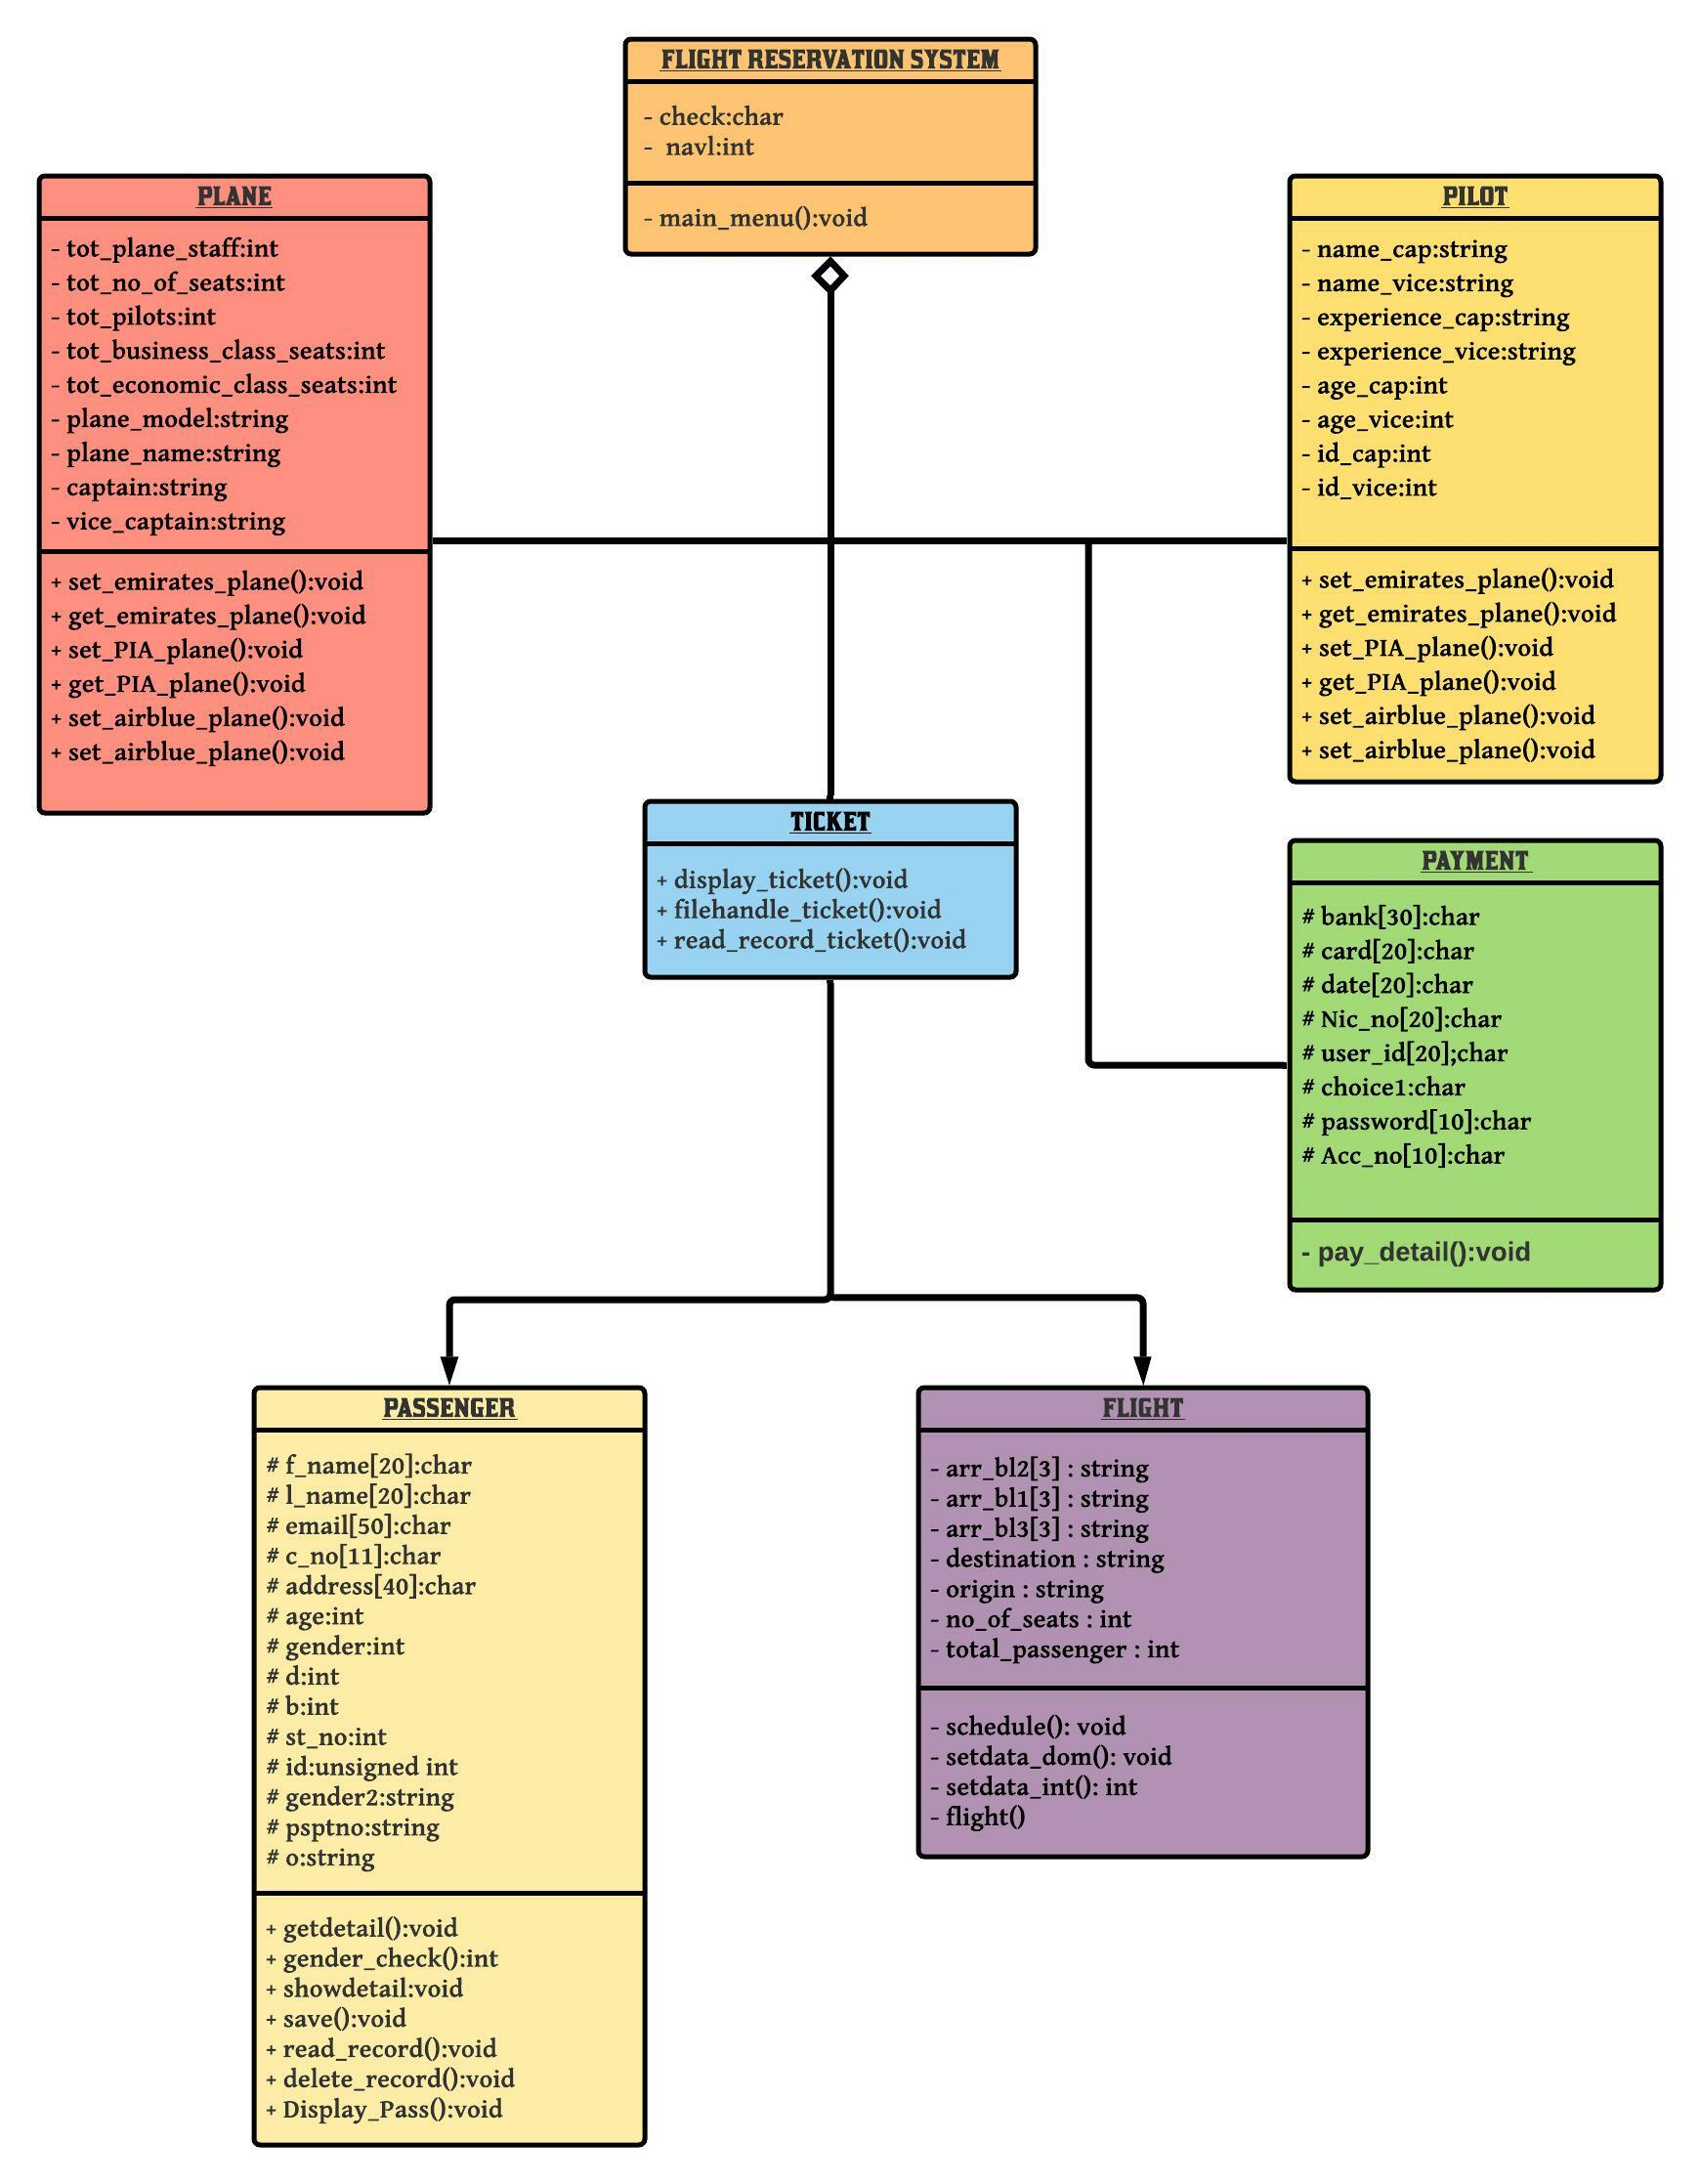 FLIGHT RESERVATION SYSTEM
- check:char
- navl:int
- main_menu():void
PLANE
- tot_plane_staff:int
- tot_no_of_seats:int
- tot_pilots:int
- tot_business_class_seats:int
- tot_economic_class_seats:int
- plane_model:string
- plane_name:string
- captain:string
- vice_captain:string
+ set_emirates_plane():void
+ get_emirates_plane():void
+ set_PIA_plane():void
+ get_PIA_plane():void
+ set_airblue_plane():void
+ set_airblue_plane():void
PILOT
- name_cap:string
- name_vice:string
- experience_cap:string
- experience_vice:string
- age_cap:int
- age_vice:int
- id_cap:int
- id_vice:int
+ set_emirates_plane():void
+ get_emirates_plane():void
+ set_PIA_plane():void
+ get_PIA_plane():void
+ set_airblue_plane():void
+ set_airblue_plane():void
TICKET
+ display_ticket():void
+ filehandle_ticket():void
+ read_record_ticket():void
PAYMENT
# bank[30]:char
# card[20]:char
# date[20]:char
# Nic_no[20]:char
# user_id[20];char
# choice1:char
# password[10]:char
# Acc_no[10]:char
- pay_detail():void
PASSENGER
# f_name[20]:char
# l_name[20]:char
# email[50]:char
# c_no[11]:char
# address[40]:char
# age:int
# gender:int
# d:int
# b:int
# st_no:int
# id:unsigned int
# gender2:string
# psptno:string
# o:string
+ getdetail():void
+ gender_check():int
+ showdetail:void
+ save():void
+ read_record():void
+ delete_record():void
+ Display_Pass():void
FLIGHT
- arr_bl2[3] : string
- arr_bl1[3] : string
- arr_bl3[3] : string
- destination : string
- origin : string
- no_of_seats : int
- total_passenger : int
- schedule(): void
- setdata_dom(): void
- setdata_int(): int
- flight()